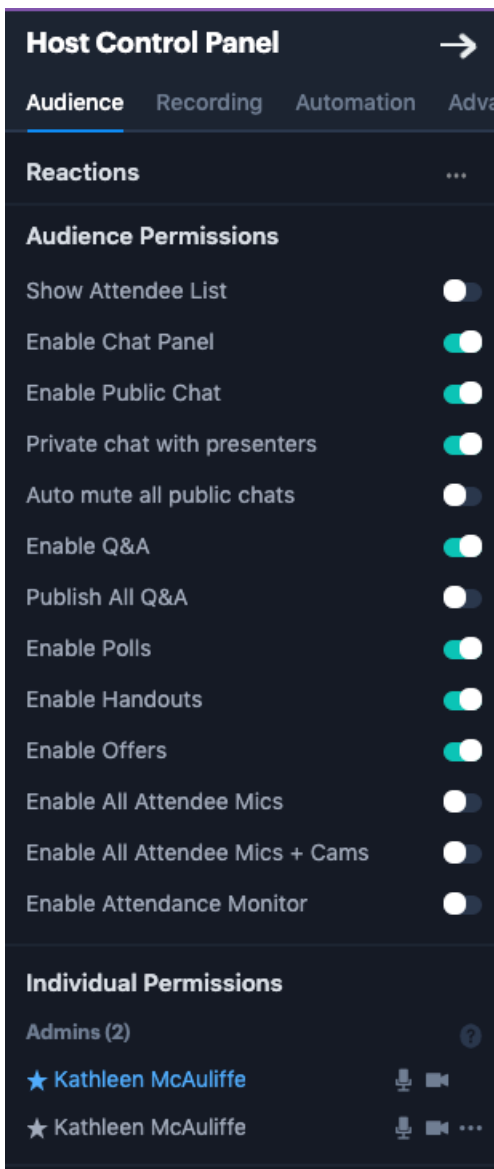 Host Control Panel
Audience Recording Automation Adva
Reactions
Audience Permissions
Show Attendee List
Enable Chat Panel
Enable Public Chat
Private chat with presenters
Auto mute all public chats
Enable Q&A
Publish All Q&A
Enable Polls
Enable Handouts
Enable Offers
Enable All Attendee Mics
Enable All Attendee Mics + Cams
Enable Attendance Monitor
Individual Permissions
Admins (2)
Kathleen McAuliffe
Kathleen McAuliffe